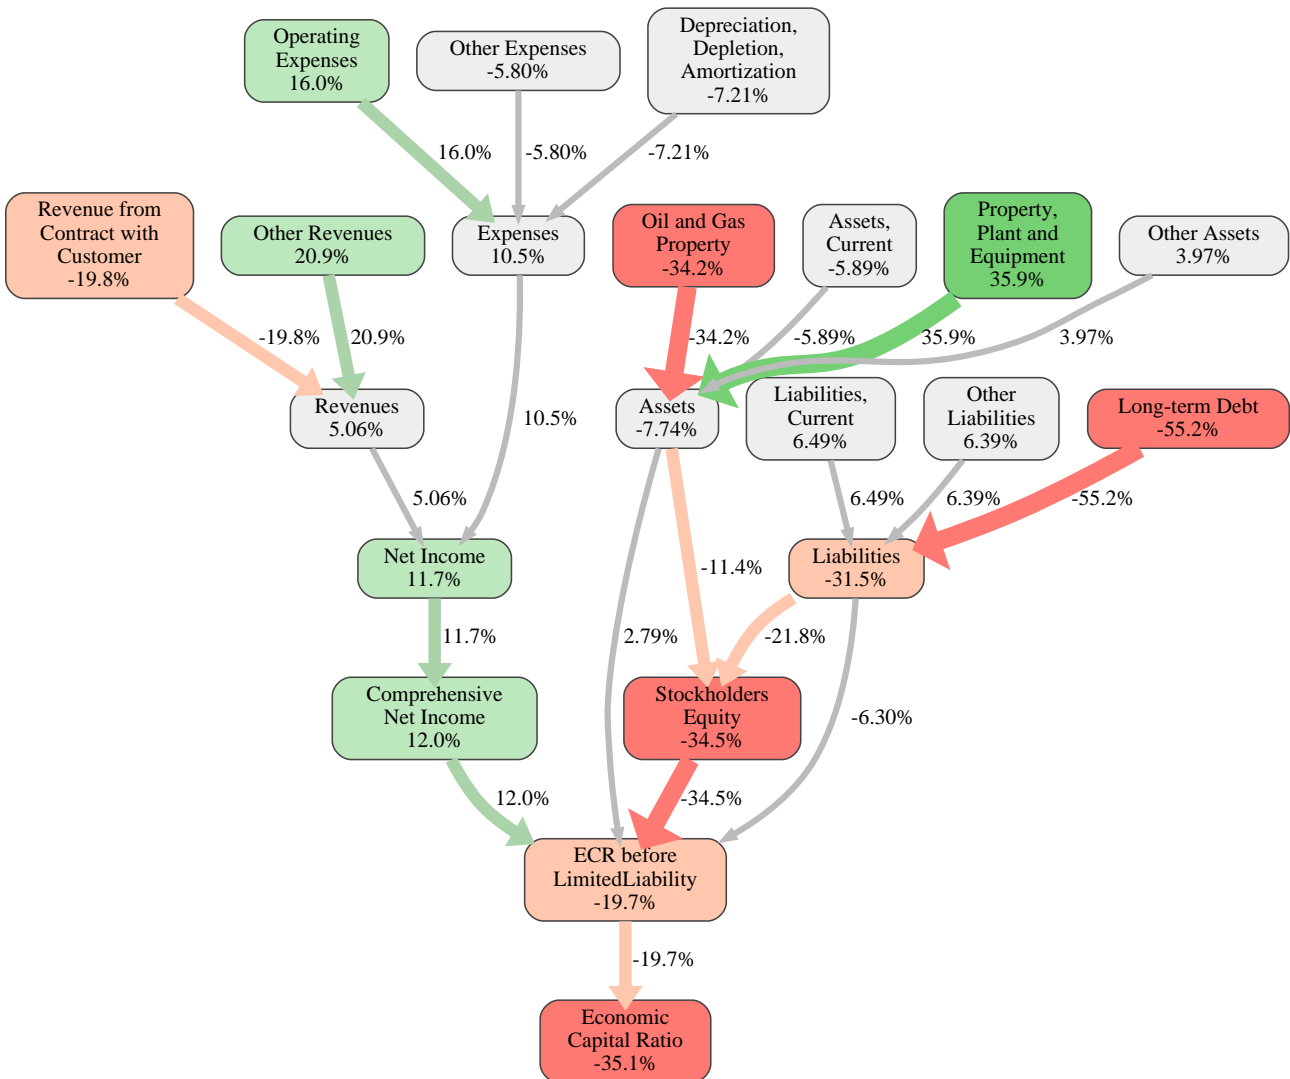 Operating
Expenses
16.0%
Other Expenses
-5.80%
Depreciation,
Depletion,
Amortization
-7.21%
16.0%
-5.80%
-7.21%
Revenue from
Contract with
Customer
-19.8%
Other Revenues
20.9%
Expenses
10.5%
Oil and Gas
Property
-34.2%
Assets,
Current
-5.89%
Property,
Plant and
Equipment
35.9%
Other Assets
3.97%
-19.8%
20.9%
-34.2%
-5.89%
35.9%
3.97%
Revenues
5.06%
10.5%
Assets
-7.74%
Liabilities,
Current
6.49%
Other
Liabilities
6.39%
Long-term Debt
-55.2%
5.06%
6.49%
6.39%
-55.2%
Net Income
11.7%
-11.4%
Liabilities
-31.5%
11.7%
2.79%
-21.8%
Comprehensive
Net Income
12.0%
Stockholders
Equity
-34.5%
-6.30%
12.0%
-34.5%
ECR before
LimitedLiability
-19.7%
-19.7%
Economic
Capital Ratio
-35.1%